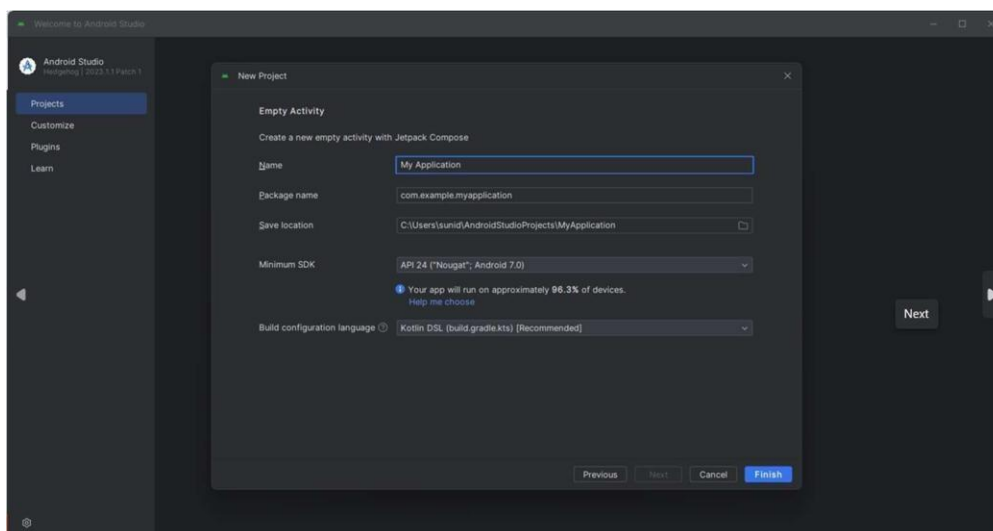 Welcome to Android Studio
Android Studio
Hedgehog | 2023.1.1 Patch 1
Projects
Customize
Plugins
Learn
New Project
Empty Activity
Create a new empty activity with Jetpack Compose
Name
My Application
Package name
com.example.myapplication
Save location
C:\Users\sunid\AndroidStudioProjects\MyApplication
Minimum SDK
API 24 ("Nougat"; Android 7.0)
Your app will run on approximately 96.3% of devices.
Help me choose
Build configuration language
Kotlin DSL (build.gradle.kts) [Recommended]
Previous
Next
Cancel
Finish
Next